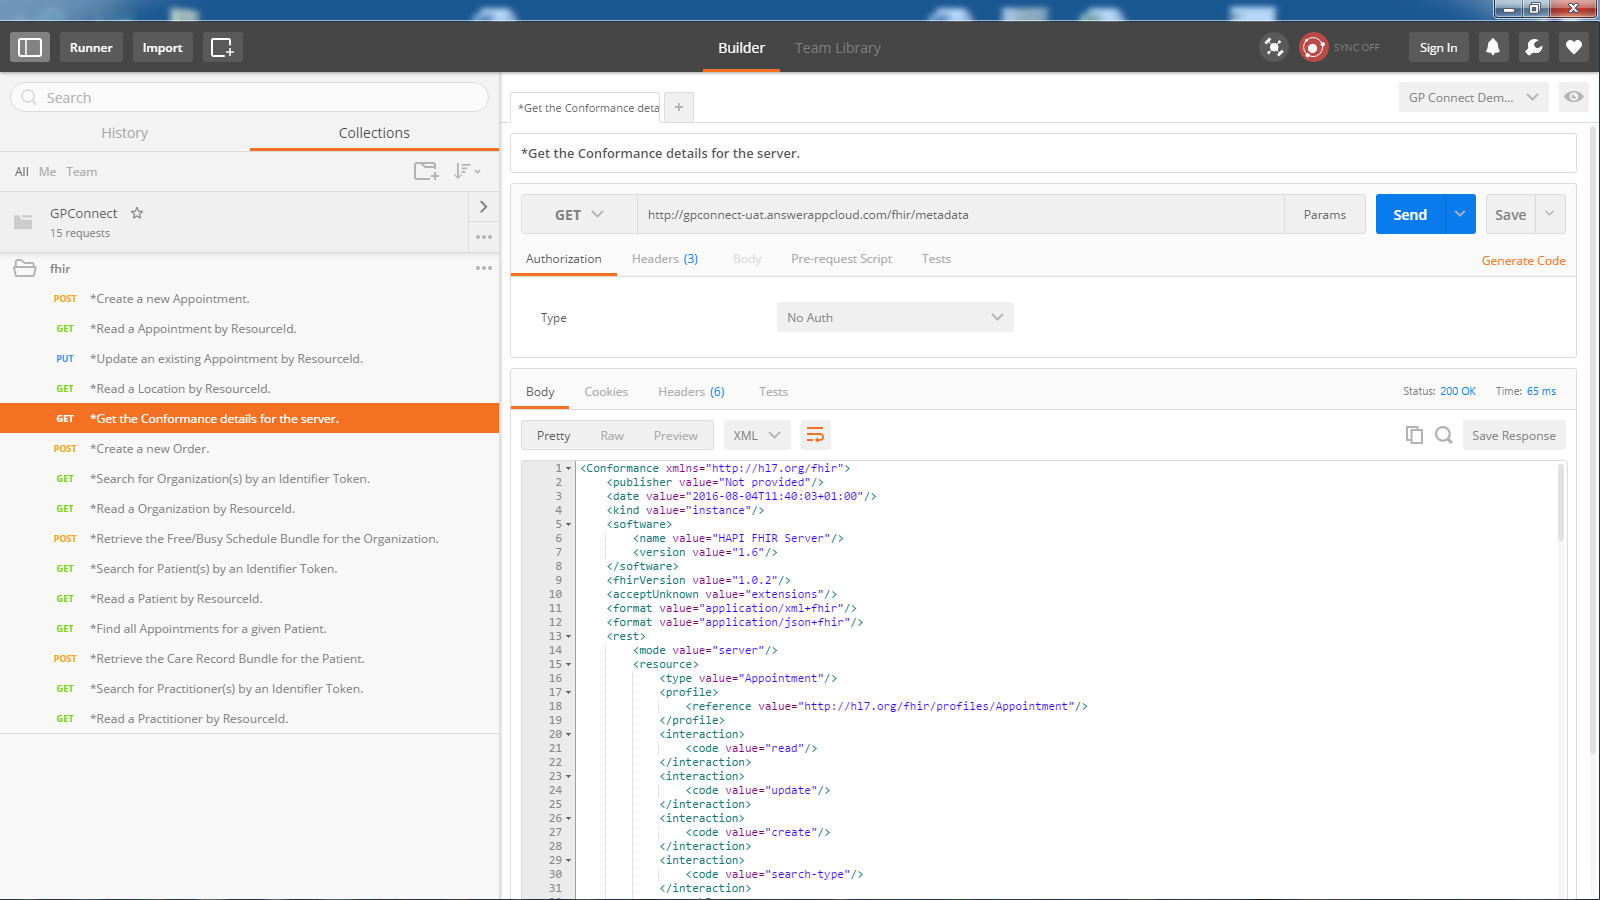 Runner
Import
Builder
Team Library
SYNC OFF
Sign In
Search
History
Collections
All Me Team
GPConnect
15 requests
fhir
POST *Create a new Appointment.
GET *Read a Appointment by ResourceId.
PUT *Update an existing Appointment by ResourceId.
GET *Read a Location by ResourceId.
GET *Get the Conformance details for the server.
POST *Create a new Order.
GET *Search for Organization(s) by an Identifier Token.
GET *Read a Organization by ResourceId.
POST *Retrieve the Free/Busy Schedule Bundle for the Organization.
GET *Search for Patient(s) by an Identifier Token.
GET *Read a Patient by ResourceId.
GET *Find all Appointments for a given Patient.
POST *Retrieve the Care Record Bundle for the Patient.
GET *Search for Practitioner(s) by an Identifier Token.
GET *Read a Practitioner by ResourceId.
*Get the Conformance deta
+
GP Connect Dem...
*Get the Conformance details for the server.
GET
http://gpconnect-uat.answerappcloud.com/fhir/metadata
Params
Send
Save
Authorization
Headers (3)
Body
Pre-request Script
Tests
Generate Code
Type
No Auth
Body
Cookies
Headers (6)
Tests
Status: 200 OK
Time: 65 ms
Pretty
Raw
Preview
XML
Save Response
1 <Conformance xmlns="http://hl7.org/fhir">
2 <publisher value="Not provided"/>
3 <date value="2016-08-04T11:40:03+01:00"/>
4 <kind value="instance"/>
5 <software>
6 <name value="HAPI FHIR Server"/>
7 <version value="1.6"/>
8 </software>
9 <fhirVersion value="1.0.2"/>
10 <acceptUnknown value="extensions"/>
11 <format value="application/xml+fhir"/>
12 <format value="application/json+fhir"/>
13 <rest>
14 <mode value="server"/>
15 <resource>
16 <type value="Appointment"/>
17 <profile>
18 <reference value="http://hl7.org/fhir/profiles/Appointment"/>
19 </profile>
20 <interaction>
21 <code value="read"/>
22 </interaction>
23 <interaction>
24 <code value="update"/>
25 </interaction>
26 <interaction>
27 <code value="create"/>
28 </interaction>
29 <interaction>
30 <code value="search-type"/>
31 </interaction>